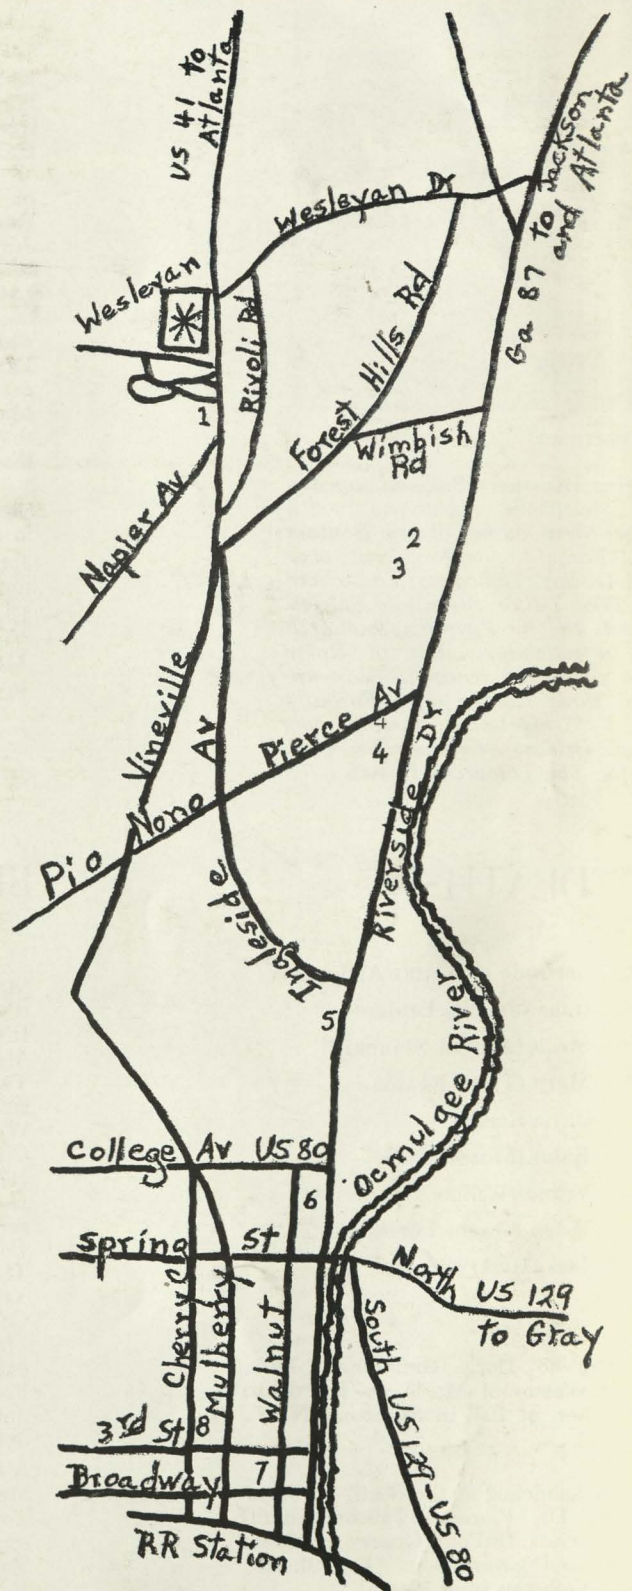 US 41 to
Atlanta
Wesleyan Dr
to Jackson
and Atlanta
Ga 87
Wesleyan
Rivoli Rd
Forest Hills Rd
Wimbish
Rd
1
Napier Av
2
3
Vineville
Av
Pierce Av
4
Pio Nono
Riverside Dr
Ingleside
5
Ocmulgee River
College Av US 80
6
Spring St
North US 129
to Gray
South US 129 - US 80
Cherry
Mulberry
Walnut
3rd St
8
Broadway
7
RR Station